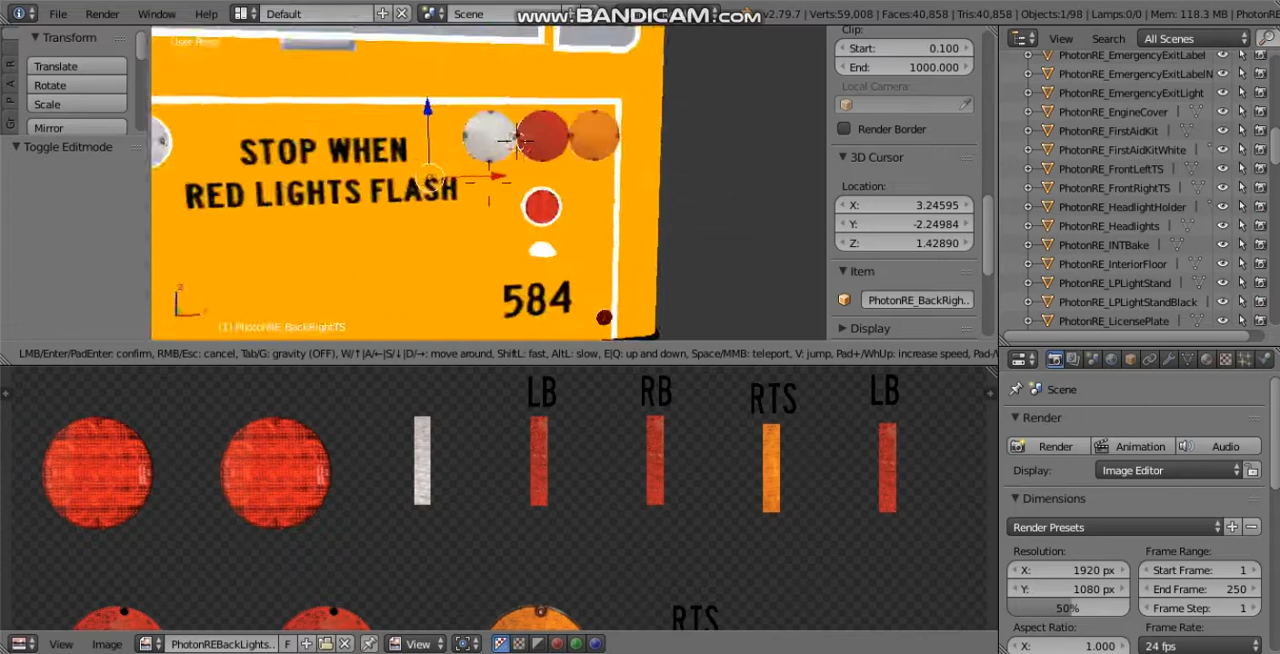 File Render Window Help Default Scene www.BANDICAM.com v2.79.7 | Verts:59,008 | Faces:40,858 | Tris:40,858 | Objects:1/98 | Lamps:0/0 | Mem: 118.3 MB | PhotonRE
Transform
Translate
Rotate
Scale
Mirror
Toggle Editmode
R
A
P
Gr
STOP WHEN
RED LIGHTS FLASH
584
(1) PhotonRE_BackRightTS
Clip:
Start: 0.100
End: 1000.000
Local Camera:
Render Border
3D Cursor
Location:
X: 3.24595
Y: -2.24984
Z: 1.42890
Item
PhotonRE_BackRigh..
Display
View Search All Scenes
PhotonRE_EmergencyExitLabel
PhotonRE_EmergencyExitLabelN
PhotonRE_EmergencyExitLight
PhotonRE_EngineCover
PhotonRE_FirstAidKit
PhotonRE_FirstAidKitWhite
PhotonRE_FrontLeftTS
PhotonRE_FrontRightTS
PhotonRE_HeadlightHolder
PhotonRE_Headlights
PhotonRE_INTBake
PhotonRE_InteriorFloor
PhotonRE_LPLightStand
PhotonRE_LPLightStandBlack
PhotonRE_LicensePlate
LMB/Enter/PadEnter: confirm, RMB/Esc: cancel, Tab/G: gravity (OFF), W/↑|A/←|S/↓|D/→: move around, ShiftL: fast, AltL: slow, E|Q: up and down, Space/MMB: teleport, V: jump, Pad+/WhUp: increase speed, Pad-/
LB RB RTS LB
RTS
View Image PhotonREBackLights.. F View
Scene
Render
Render Animation Audio
Display: Image Editor
Dimensions
Render Presets
Resolution: Frame Range:
X: 1920 px Start Frame: 1
Y: 1080 px End Frame: 250
50% Frame Step: 1
Aspect Ratio: Frame Rate:
X: 1.000 24 fps